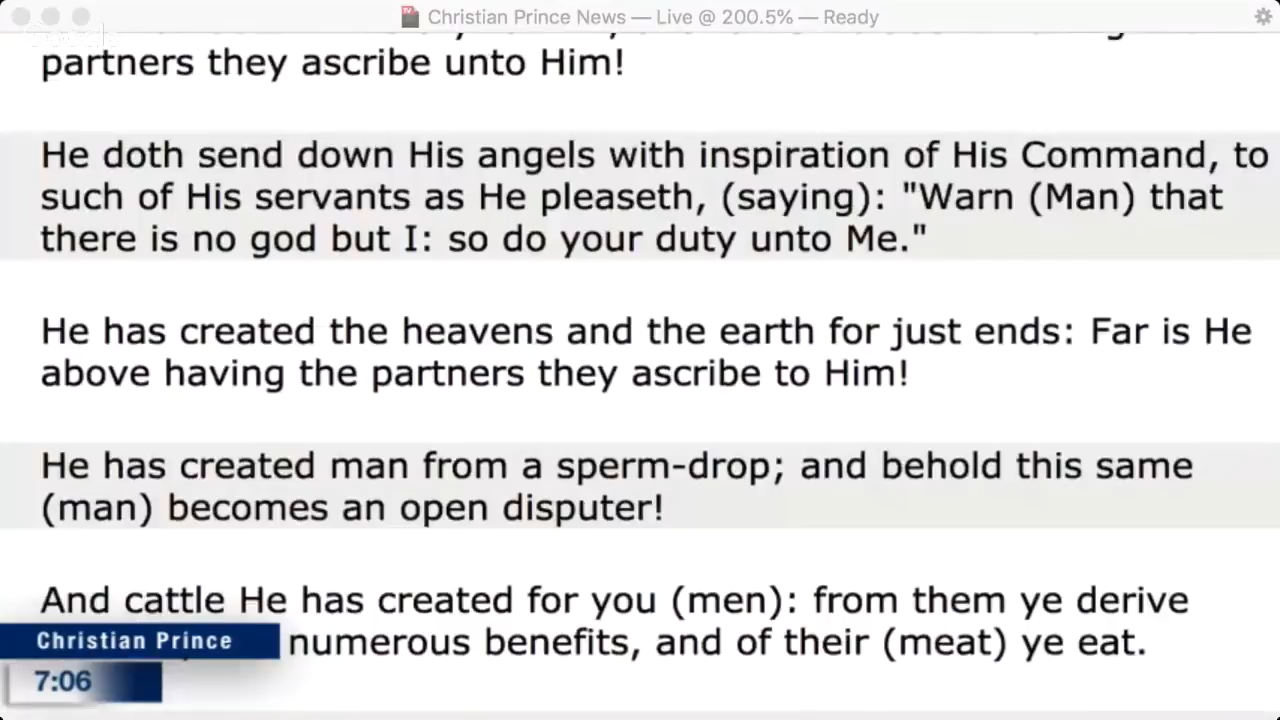 Christian Prince News — Live @ 200.5% — Ready
partners they ascribe unto Him!
He doth send down His angels with inspiration of His Command, to
such of His servants as He pleaseth, (saying): "Warn (Man) that
there is no god but I: so do your duty unto Me."
He has created the heavens and the earth for just ends: Far is He
above having the partners they ascribe to Him!
He has created man from a sperm-drop; and behold this same
(man) becomes an open disputer!
And cattle He has created for you (men): from them ye derive
numerous benefits, and of their (meat) ye eat.
Christian Prince
7:06